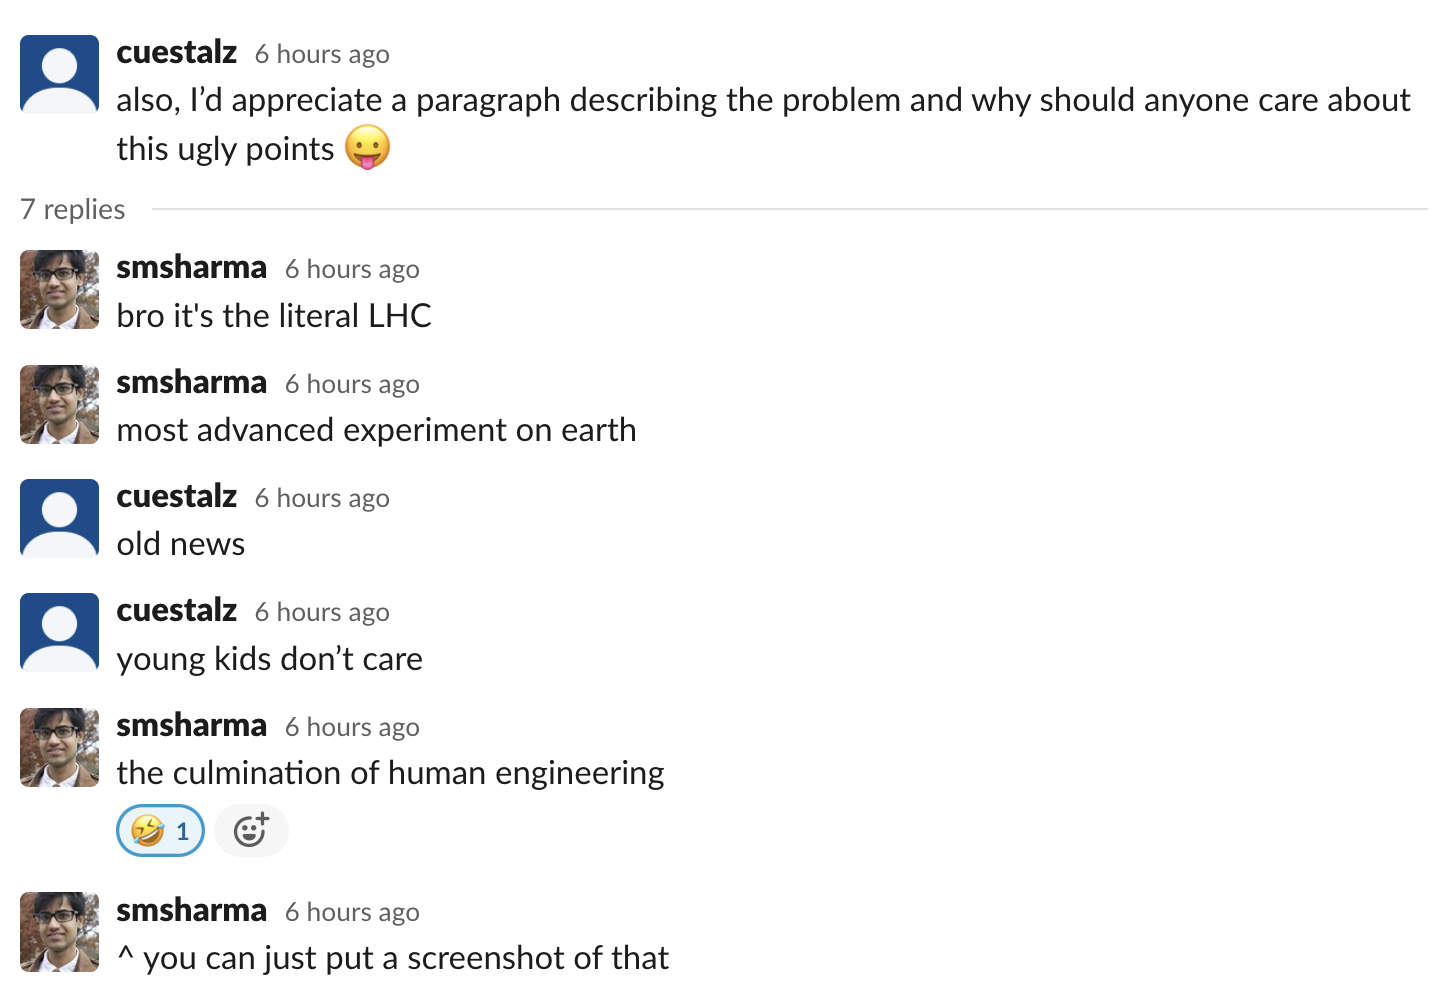 cuestalz 6 hours ago
also, I’d appreciate a paragraph describing the problem and why should anyone care about
this ugly points 😛
7 replies
smsharma 6 hours ago
bro it's the literal LHC
smsharma 6 hours ago
most advanced experiment on earth
cuestalz 6 hours ago
old news
cuestalz 6 hours ago
young kids don’t care
smsharma 6 hours ago
the culmination of human engineering
🤣 1
smsharma 6 hours ago
^ you can just put a screenshot of that